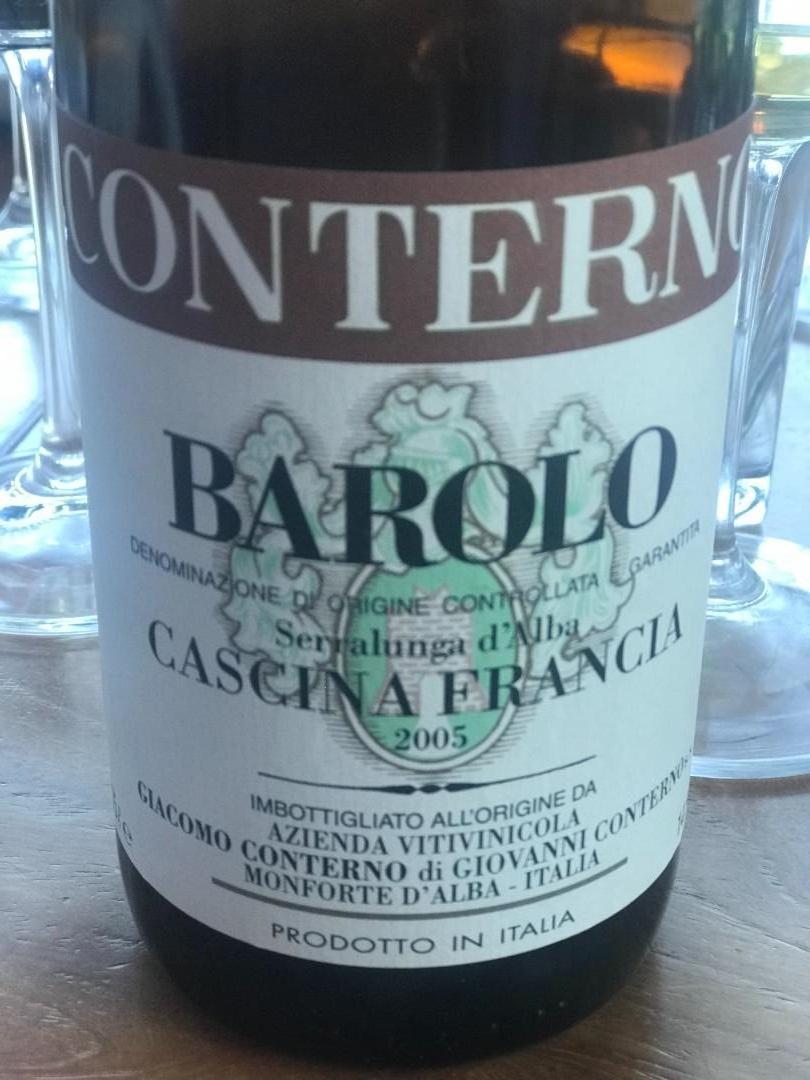 CONTERNO
BAROLO
DENOMINAZIONE DI ORIGINE CONTROLLATA E GARANTITA
Serralunga d'Alba
CASCINA FRANCIA
2005
IMBOTTIGLIATO ALL'ORIGINE DA
AZIENDA VITIVINICOLA
GIACOMO CONTERNO di GIOVANNI CONTERNO
MONFORTE D'ALBA - ITALIA
PRODOTTO IN ITALIA